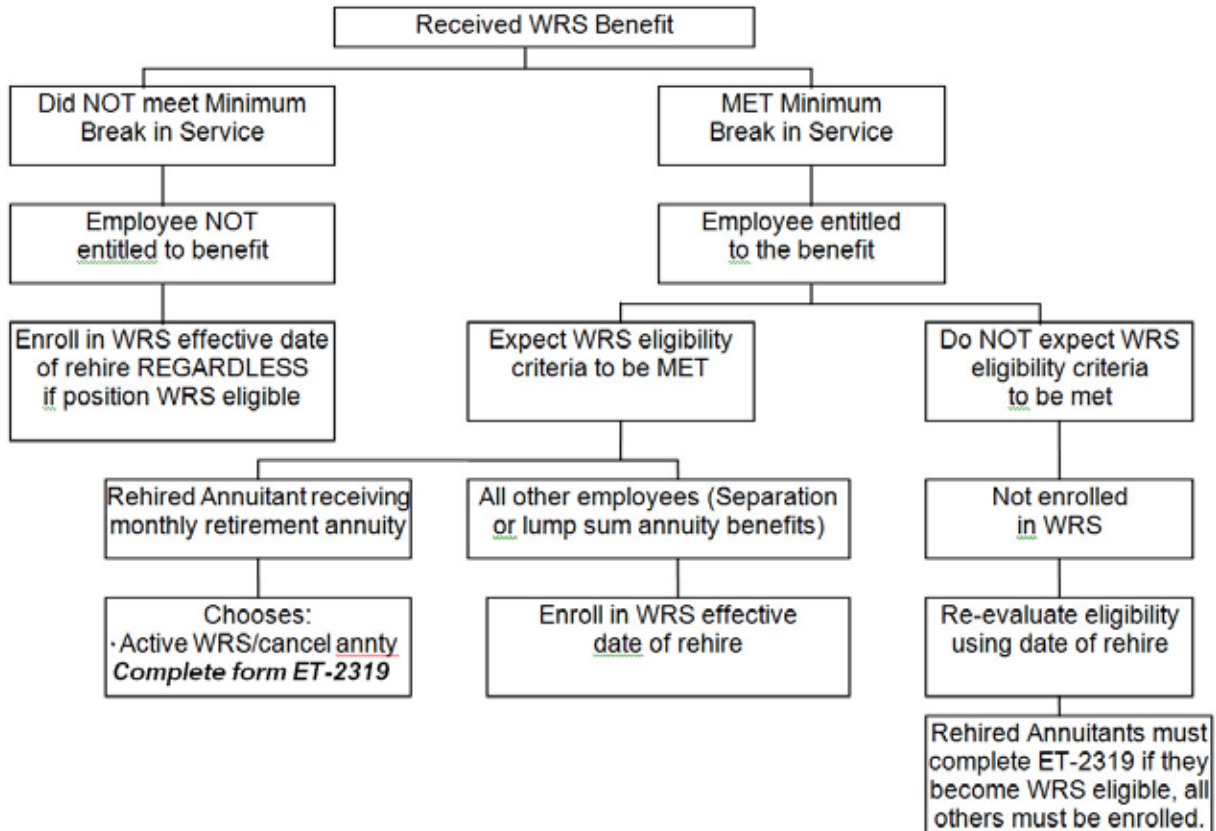 Received WRS Benefit
Did NOT meet Minimum
Break in Service
MET Minimum
Break in Service
Employee NOT
entitled to benefit
Employee entitled
to the benefit
Enroll in WRS effective date
of rehire REGARDLESS
if position WRS eligible
Expect WRS eligibility
criteria to be MET
Do NOT expect WRS
eligibility criteria
to be met
Rehired Annuitant receiving
monthly retirement annuity
All other employees (Separation
or lump sum annuity benefits)
Not enrolled
in WRS
Chooses:
·Active WRS/cancel annty
Complete form ET-2319
Enroll in WRS effective
date of rehire
Re-evaluate eligibility
using date of rehire
Rehired Annuitants must
complete ET-2319 if they
become WRS eligible, all
others must be enrolled.